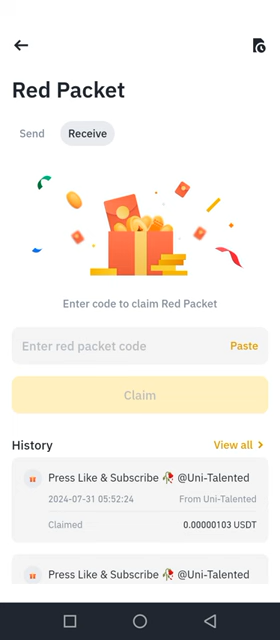 Red Packet
Send Receive
Enter code to claim Red Packet
Enter red packet code Paste
Claim
History View all
Press Like & Subscribe 🥀 @Uni-Talented
2024-07-31 05:52:24 From Uni-Talented
Claimed 0.00000103 USDT
Press Like & Subscribe 🥀 @Uni-Talented